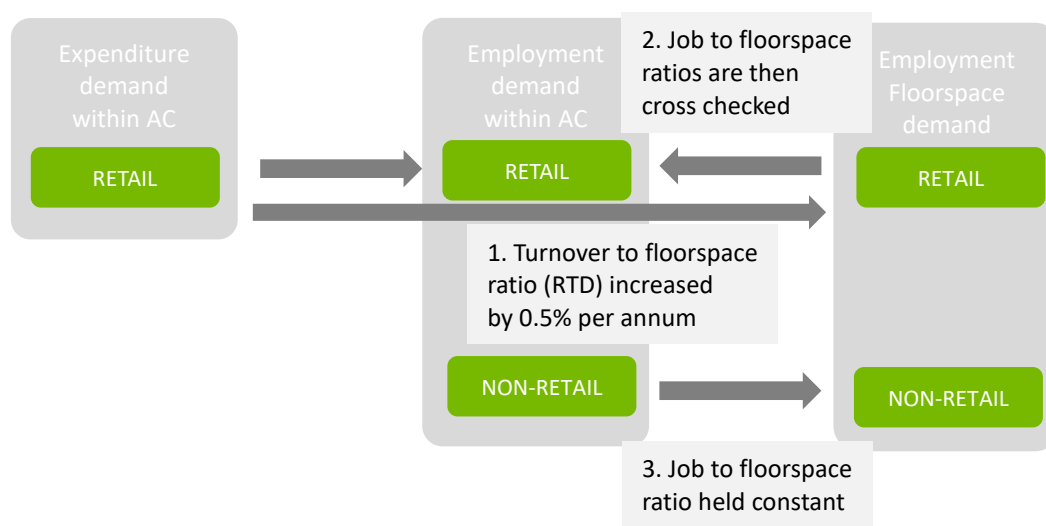 Expenditure
demand
within AC
RETAIL
Employment
demand
within AC
RETAIL
NON-RETAIL
2. Job to floorspace
ratios are then
cross checked
Employment
Floorspace
demand
RETAIL
NON-RETAIL
1. Turnover to floorspace
ratio (RTD) increased
by 0.5% per annum
3. Job to floorspace
ratio held constant